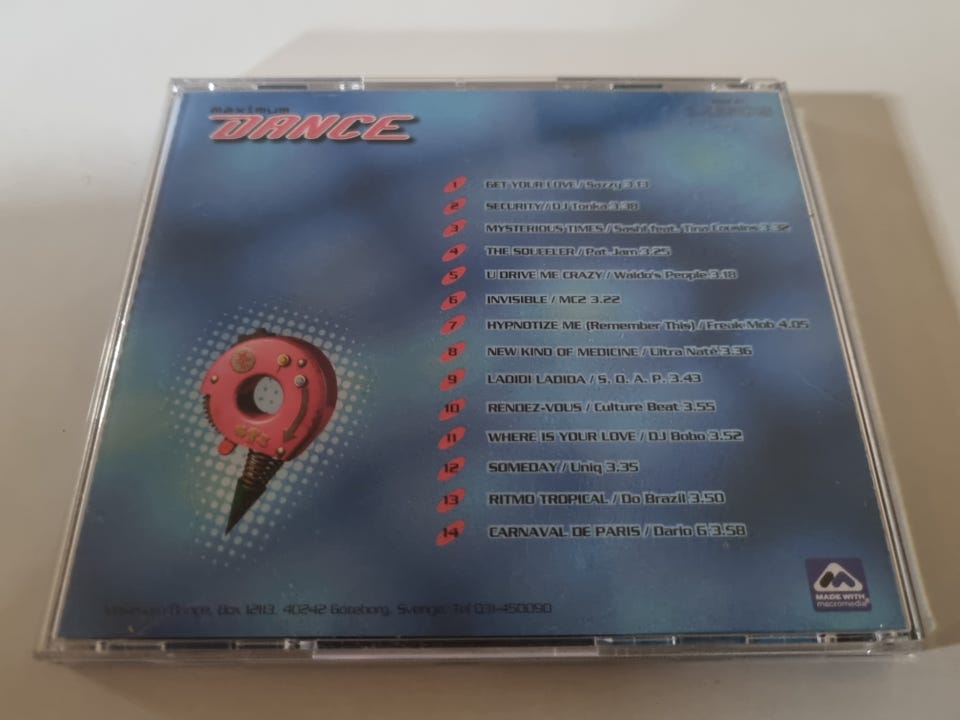 maximum
DANCE
1 GET YOUR LOVE / Sazzy 3.13
2 SECURITY / DJ Tonka 3.38
3 MYSTERIOUS TIMES / Sash! feat. Tina Cousins 3.32
4 THE SQUEELER / Pat Jam 3.25
5 U DRIVE ME CRAZY / Waldo's People 3.18
6 INVISIBLE / MC2 3.22
7 HYPNOTIZE ME (Remember This) / Freak Mob 4.05
8 NEW KIND OF MEDICINE / Ultra Naté 3.36
9 LADIDI LADIDA / S. O. A. P. 3.43
10 RENDEZ-VOUS / Culture Beat 3.55
11 WHERE IS YOUR LOVE / DJ Bobo 3.52
12 SOMEDAY / Uniq 3.35
13 RITMO TROPICAL / Do Brazil 3.50
14 CARNAVAL DE PARIS / Dario G 3.58
MADE WITH
macromedia
Maximum Dance, Box 12113, 40242 Göteborg, Sverige, Tel 031-450090